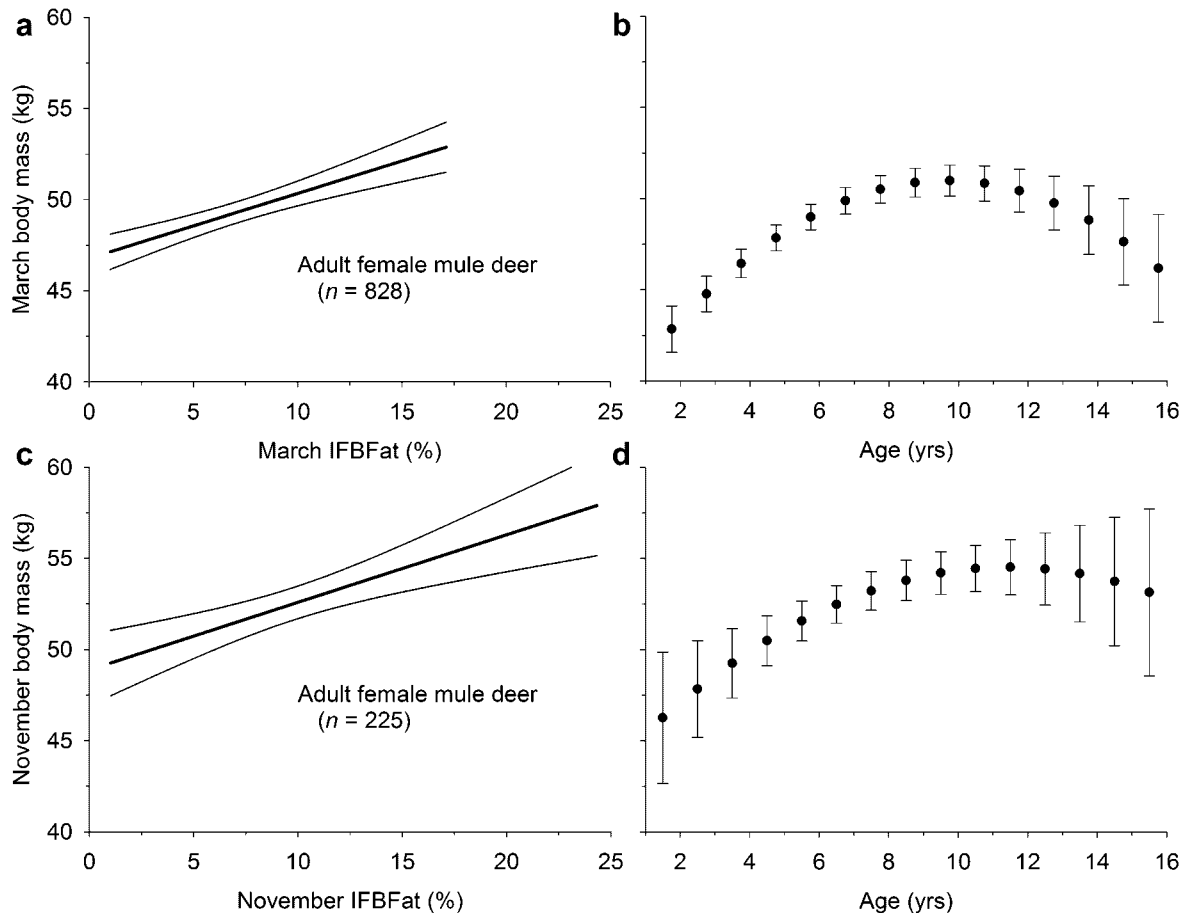 a
60
55
50
45
40
March body mass (kg)
Adult female mule deer
(n = 828)
0 5 10 15 20 25
March IFBFat (%)
b
2 4 6 8 10 12 14 16
Age (yrs)
c
60
55
50
45
40
November body mass (kg)
Adult female mule deer
(n = 225)
0 5 10 15 20 25
November IFBFat (%)
d
2 4 6 8 10 12 14 16
Age (yrs)